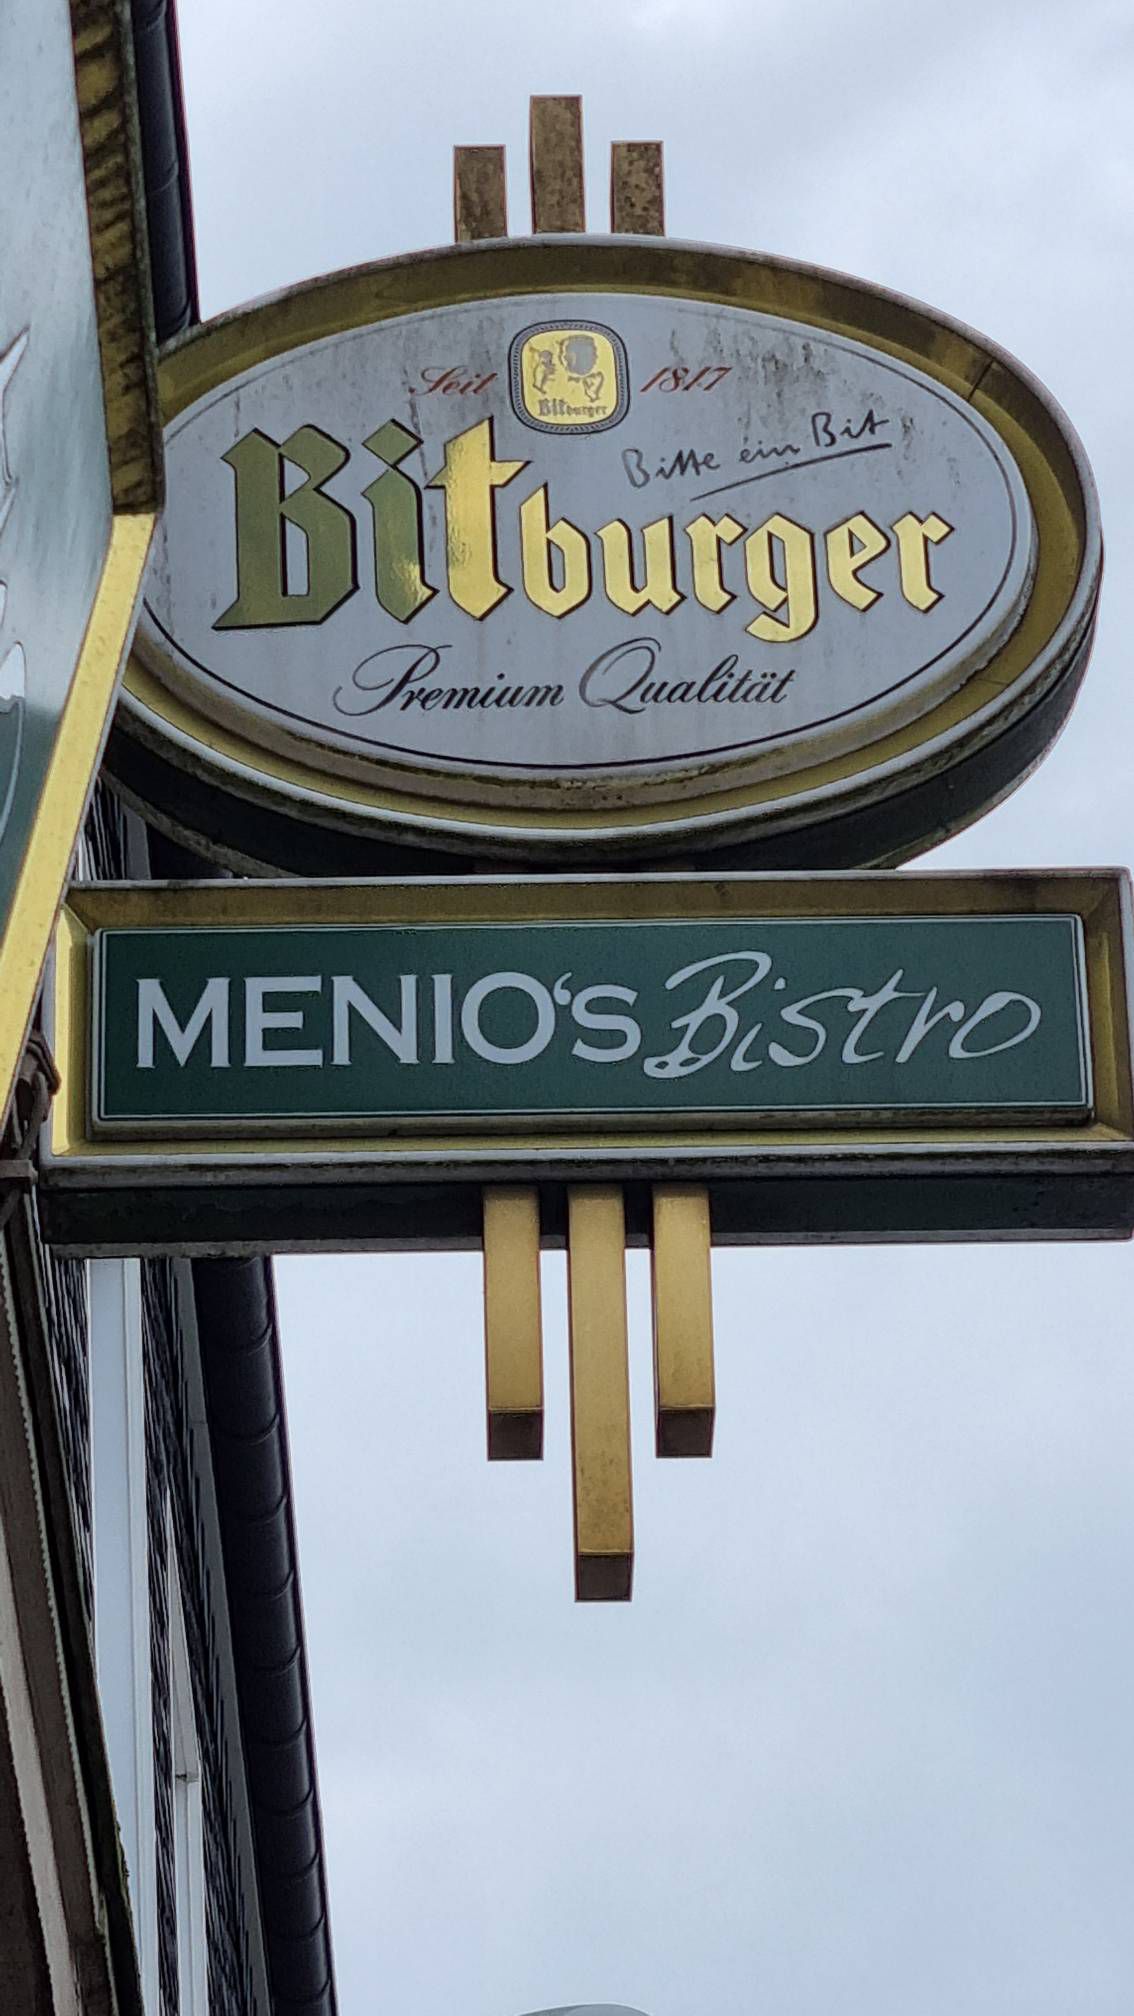 Seit 1817
Bitburger
Bitte ein Bit
Bitburger
Premium Qualität
MENIO'S Bistro